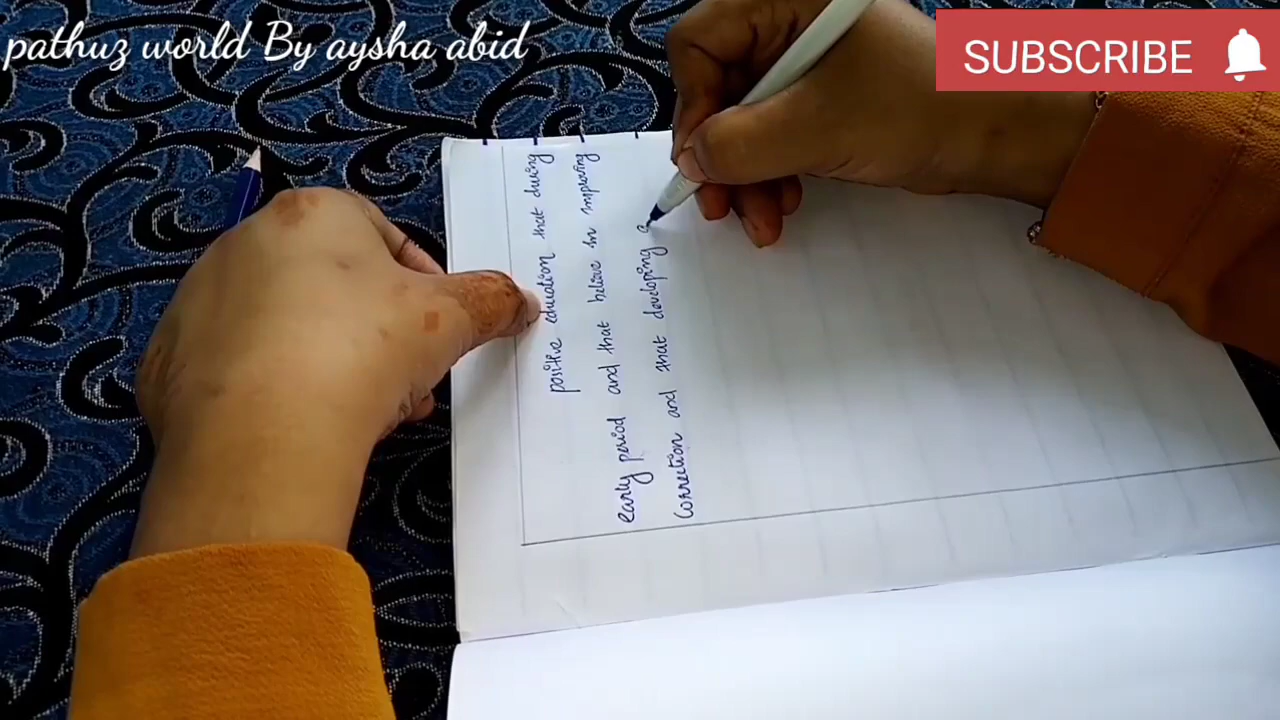 pathuz world By aysha abid
SUBSCRIBE
positive education that during
early period and that believe in improving
Correction and that developing a